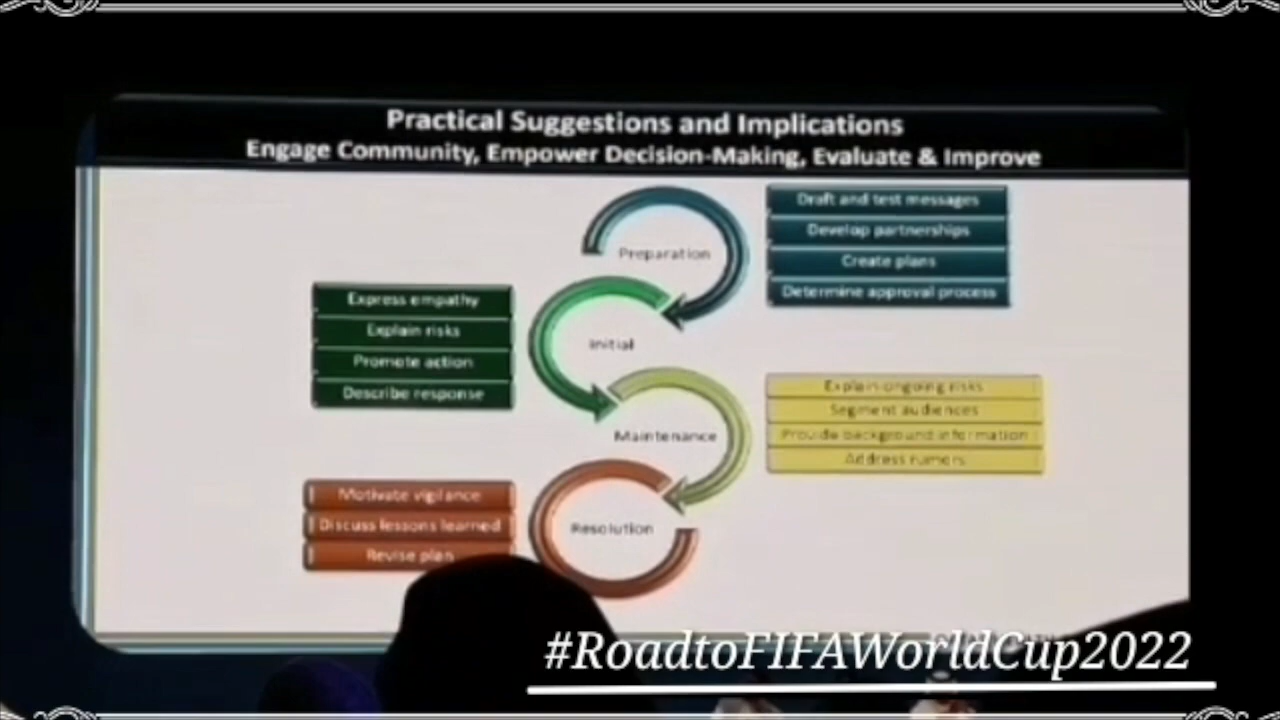 Practical Suggestions and Implications
Engage Community, Empower Decision-Making, Evaluate & Improve
Preparation
Draft and test messages
Develop partnerships
Create plans
Determine approval process
Initial
Express empathy
Explain risks
Promote action
Describe response
Maintenance
Explain ongoing risks
Segment audiences
Provide background information
Address rumors
Resolution
Motivate vigilance
Discuss lessons learned
Revise plan
#RoadtoFIFAWorldCup2022